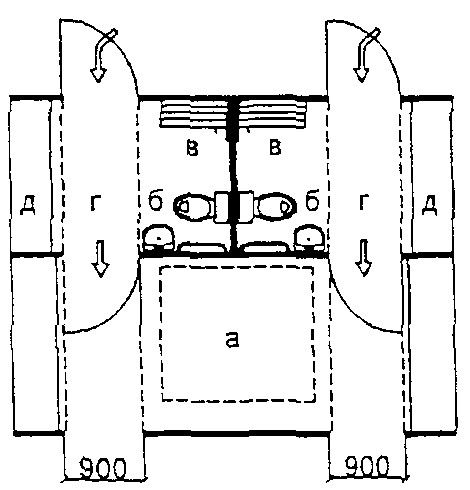 в в
д г б б г д
а
900 900